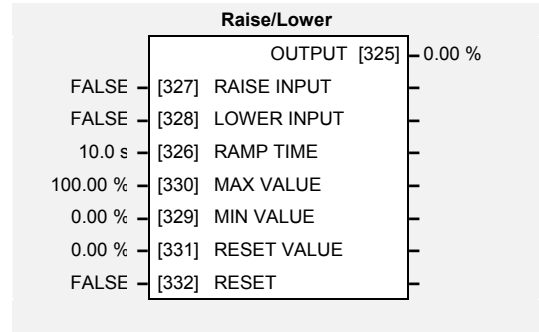 Raise/Lower
OUTPUT [325] 0.00 %
FALSE [327] RAISE INPUT
FALSE [328] LOWER INPUT
10.0 s [326] RAMP TIME
100.00 % [330] MAX VALUE
0.00 % [329] MIN VALUE
0.00 % [331] RESET VALUE
FALSE [332] RESET